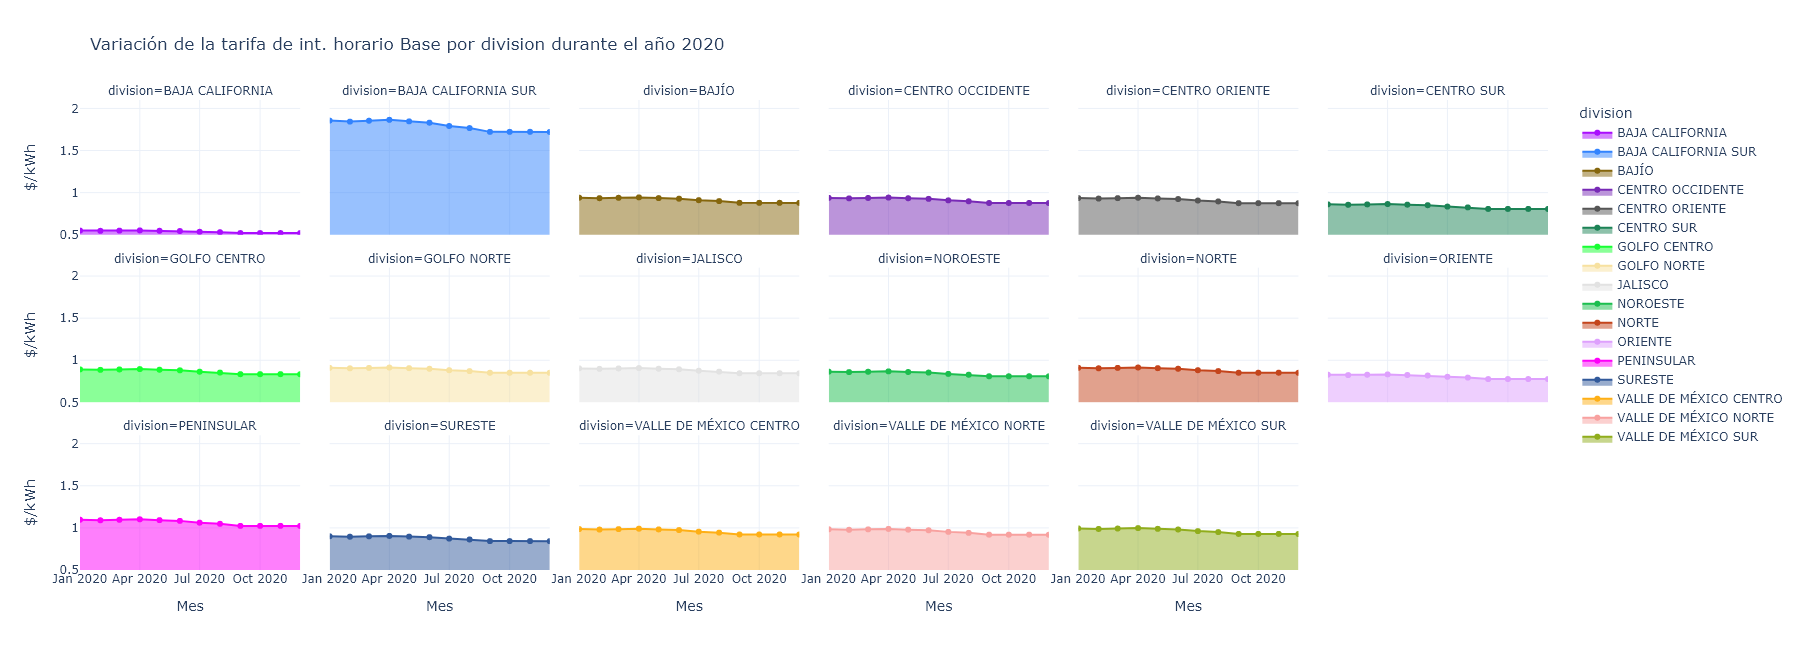 Variación de la tarifa de int. horario Base por division durante el año 2020
division=BAJA CALIFORNIA
division=BAJA CALIFORNIA SUR
division=BAJÍO
division=CENTRO OCCIDENTE
division=CENTRO ORIENTE
division=CENTRO SUR
2
1.5
1
0.5
$/kWh
division=GOLFO CENTRO
division=GOLFO NORTE
division=JALISCO
division=NOROESTE
division=NORTE
division=ORIENTE
2
1.5
1
0.5
$/kWh
division=PENINSULAR
division=SURESTE
division=VALLE DE MÉXICO CENTRO
division=VALLE DE MÉXICO NORTE
division=VALLE DE MÉXICO SUR
2
1.5
1
0.5
$/kWh
Jan 2020 Apr 2020 Jul 2020 Oct 2020
Jan 2020 Apr 2020 Jul 2020 Oct 2020
Jan 2020 Apr 2020 Jul 2020 Oct 2020
Jan 2020 Apr 2020 Jul 2020 Oct 2020
Jan 2020 Apr 2020 Jul 2020 Oct 2020
Mes
Mes
Mes
Mes
Mes
division
BAJA CALIFORNIA
BAJA CALIFORNIA SUR
BAJÍO
CENTRO OCCIDENTE
CENTRO ORIENTE
CENTRO SUR
GOLFO CENTRO
GOLFO NORTE
JALISCO
NOROESTE
NORTE
ORIENTE
PENINSULAR
SURESTE
VALLE DE MÉXICO CENTRO
VALLE DE MÉXICO NORTE
VALLE DE MÉXICO SUR